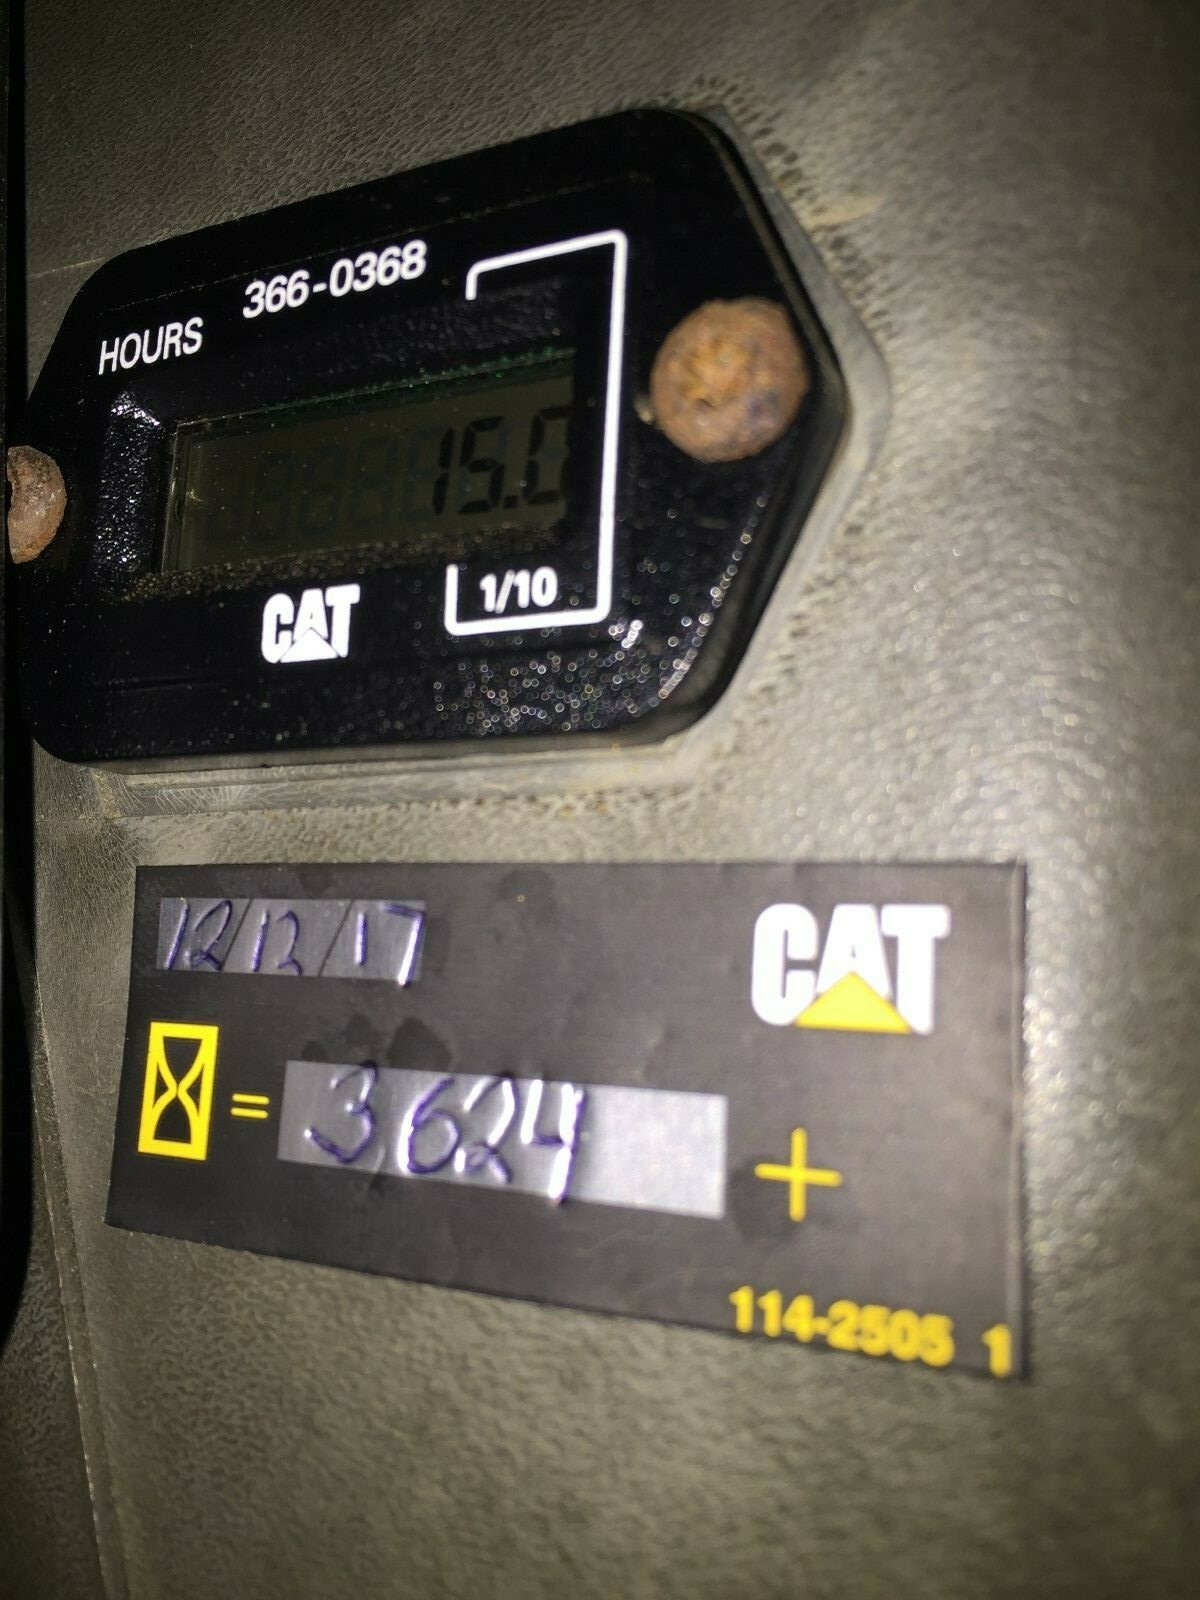 366-0368
HOURS
15.0
CAT
1/10
12/12/17
CAT
= 3624 +
114-2505 1